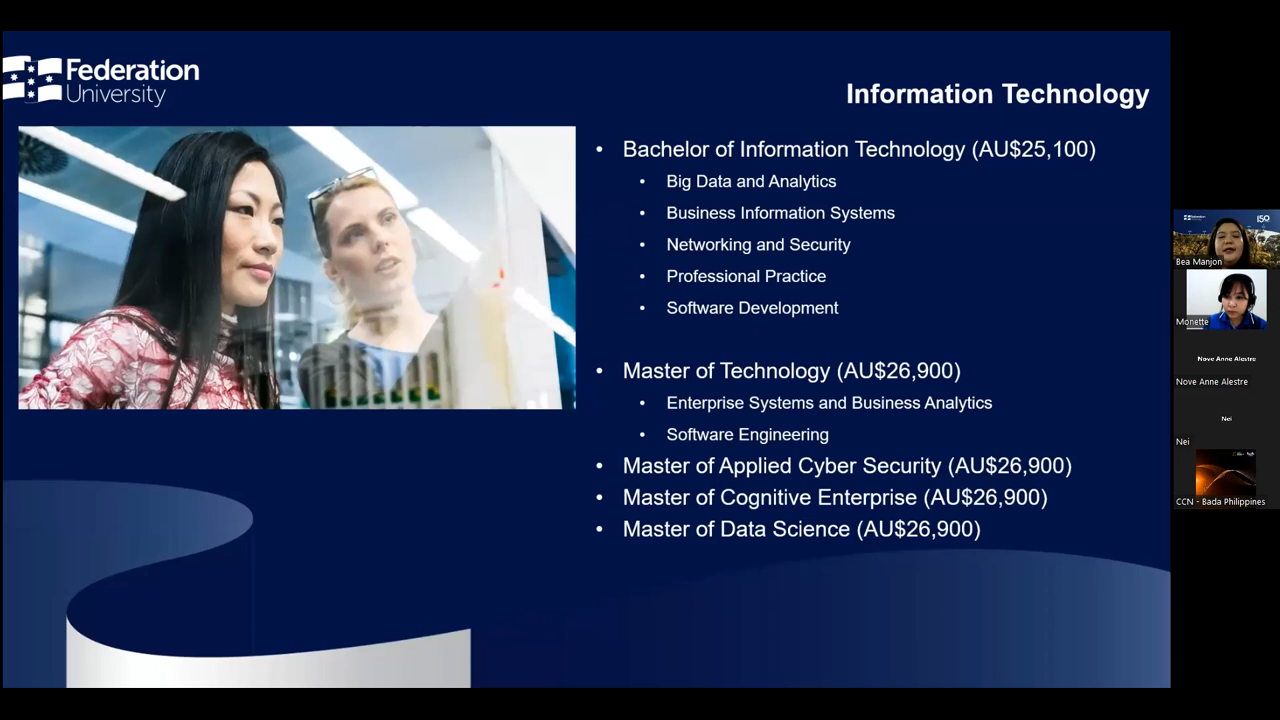 Federation
University
Information Technology
• Bachelor of Information Technology (AU$25,100)
• Big Data and Analytics
• Business Information Systems
• Networking and Security
• Professional Practice
• Software Development
• Master of Technology (AU$26,900)
• Enterprise Systems and Business Analytics
• Software Engineering
• Master of Applied Cyber Security (AU$26,900)
• Master of Cognitive Enterprise (AU$26,900)
• Master of Data Science (AU$26,900)
Federation
150
Bea Manjon
Monette
Nove Anne Alestre
Nove Anne Alestre
Nei
Nei
CCN - Bada Philippines